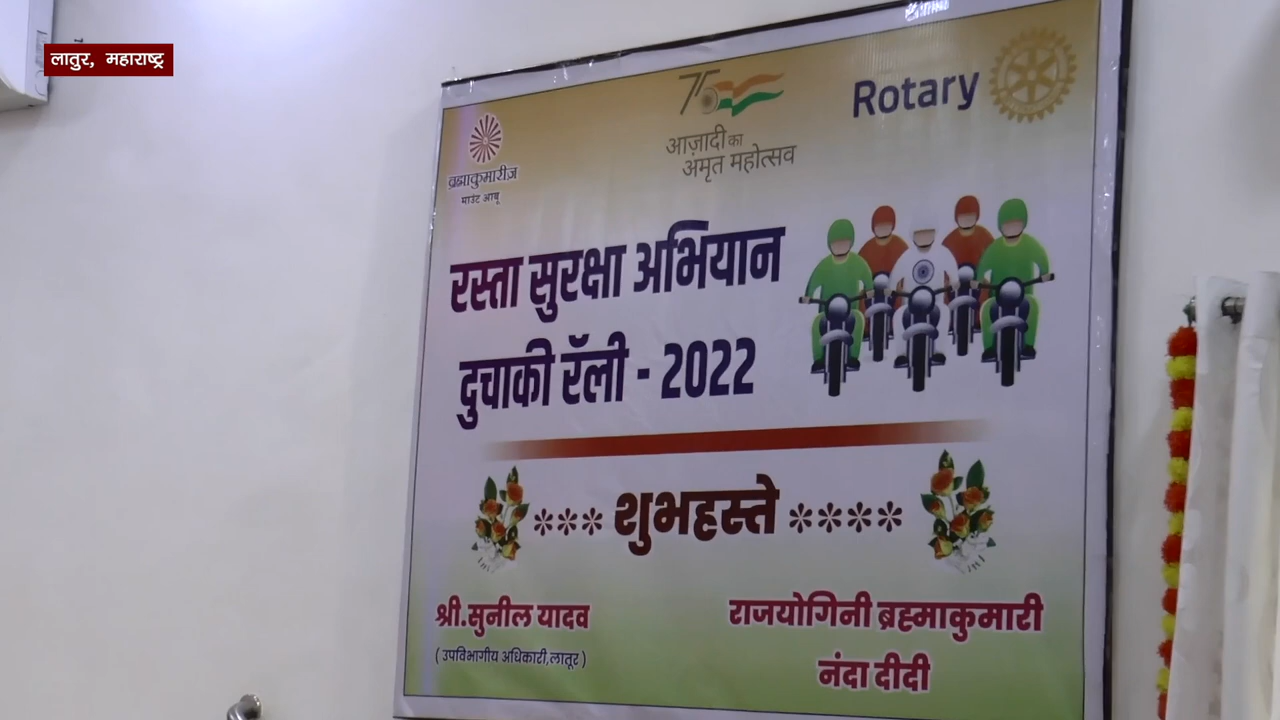 लातुर, महाराष्ट्र
75
आज़ादी का
अमृत महोत्सव
Rotary
ब्रह्माकुमारीज़
माउंट आबू
रस्ता सुरक्षा अभियान
दुचाकी रॅली - 2022
*** शुभहस्ते ****
श्री.सुनील यादव
( उपविभागीय अधिकारी,लातूर )
राजयोगिनी ब्रह्माकुमारी
नंदा दीदी